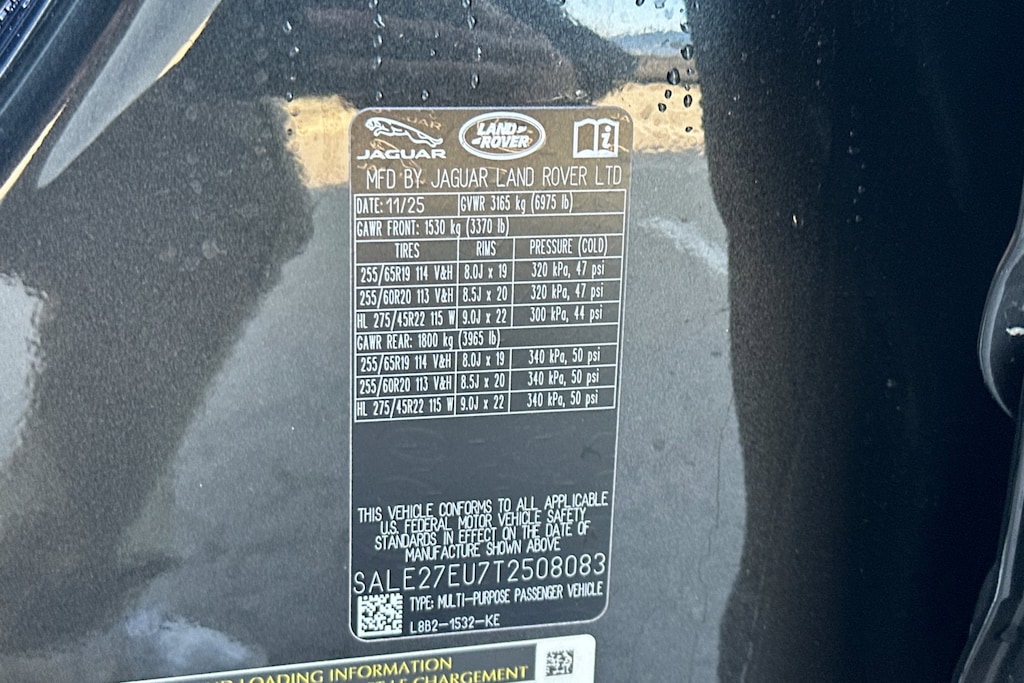 JAGUAR
LAND ROVER
MFD BY JAGUAR LAND ROVER LTD
DATE: 11/25 GVWR 3165 kg (6975 lb)
GAWR FRONT: 1530 kg (3370 lb)
TIRES RIMS PRESSURE (COLD)
255/65R19 114 V&H 8.0J x 19 320 kPa, 47 psi
255/60R20 113 V&H 8.5J x 20 320 kPa, 47 psi
HL 275/45R22 115 W 9.0J x 22 300 kPa, 44 psi
GAWR REAR: 1800 kg (3965 lb)
255/65R19 114 V&H 8.0J x 19 340 kPa, 50 psi
255/60R20 113 V&H 8.5J x 20 340 kPa, 50 psi
HL 275/45R22 115 W 9.0J x 22 340 kPa, 50 psi
THIS VEHICLE CONFORMS TO ALL APPLICABLE
U.S. FEDERAL MOTOR VEHICLE SAFETY
STANDARDS IN EFFECT ON THE DATE OF
MANUFACTURE SHOWN ABOVE
SALE27EU7T2508083
TYPE: MULTI-PURPOSE PASSENGER VEHICLE
L8B2-1532-KE
LOADING INFORMATION
CHARGEMENT